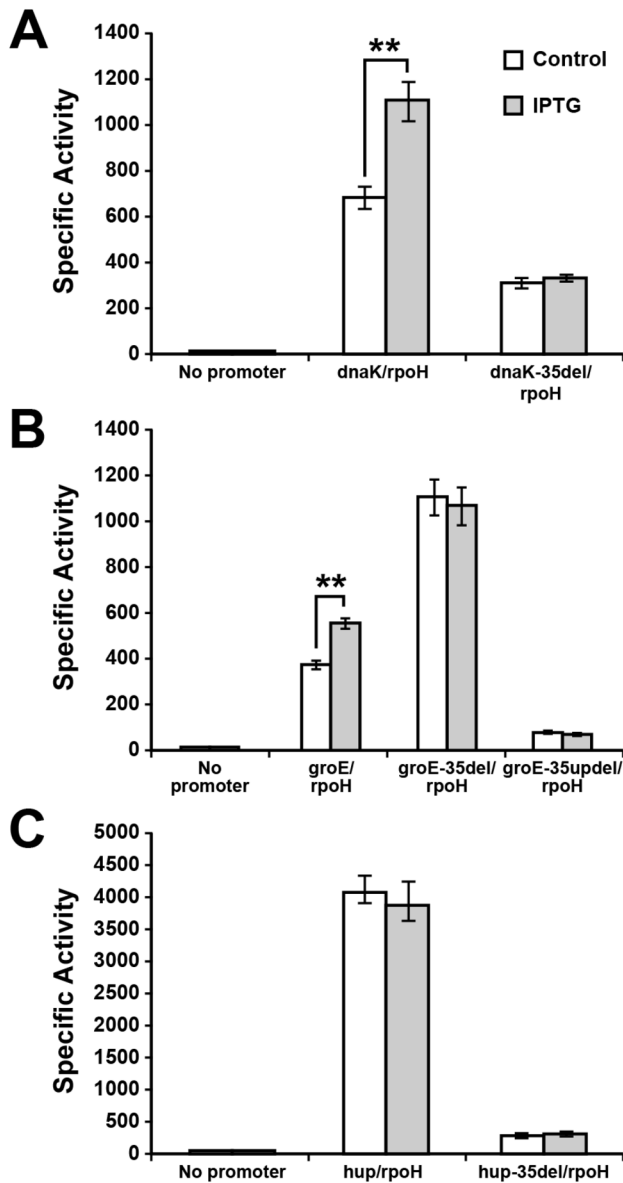 A
Specific Activity
1400
1200
1000
800
600
400
200
0
**
Control
IPTG
No promoter
dnaK/rpoH
dnaK-35del/
rpoH
B
Specific Activity
1400
1200
1000
800
600
400
200
0
**
No
promoter
groE/
rpoH
groE-35del/
rpoH
groE-35updel/
rpoH
C
Specific Activity
5000
4500
4000
3500
3000
2500
2000
1500
1000
500
0
No promoter
hup/rpoH
hup-35del/rpoH